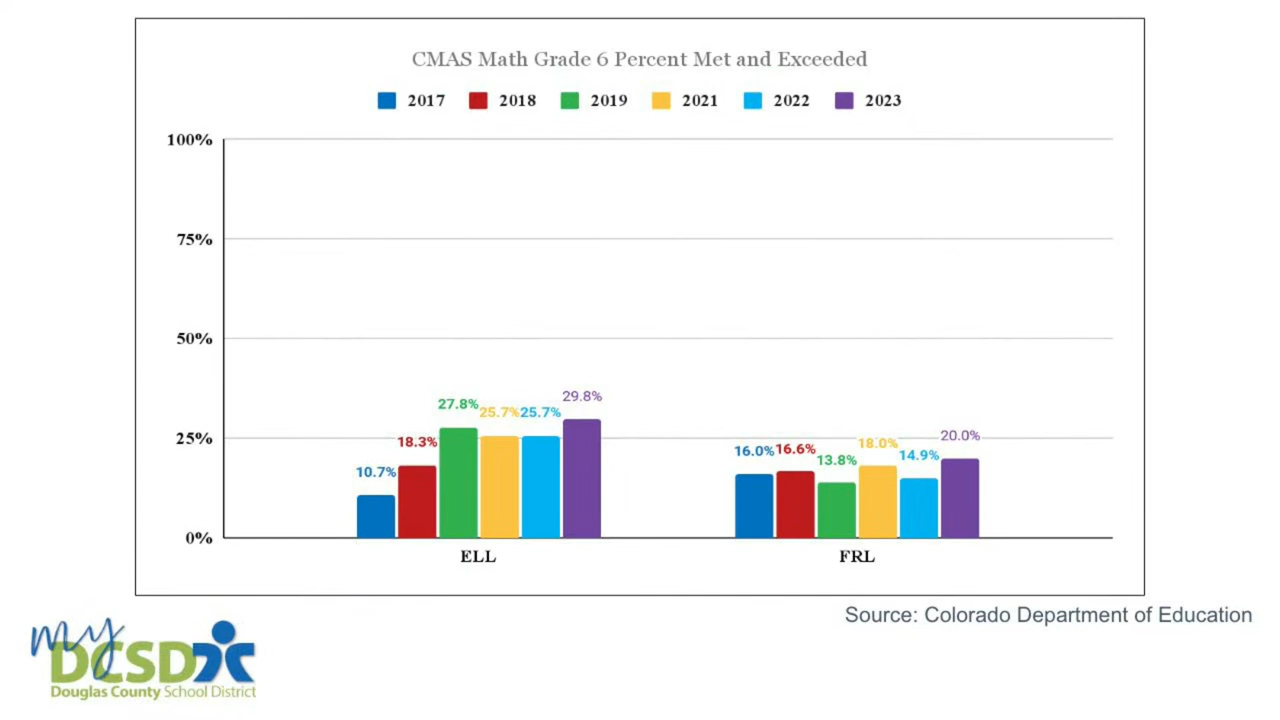 CMAS Math Grade 6 Percent Met and Exceeded
2017 2018 2019 2021 2022 2023
100%
75%
50%
25%
0%
10.7% 18.3% 27.8% 25.7% 25.7% 29.8%
16.0% 16.6% 13.8% 18.0% 14.9% 20.0%
ELL FRL
Source: Colorado Department of Education
my
DCSD
Douglas County School District